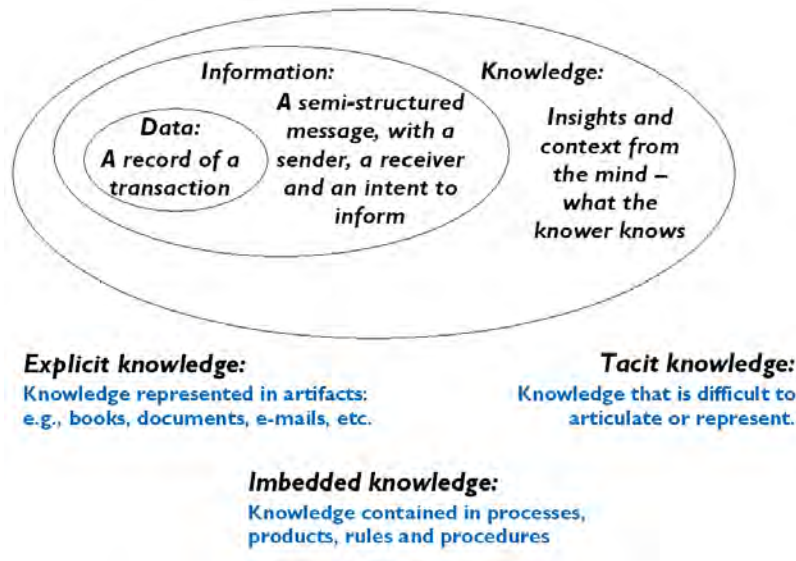 Information:
A semi-structured
message, with a
sender, a receiver
and an intent to
inform
Data:
A record of a
transaction
Knowledge:
Insights and
context from
the mind –
what the
knower knows
Explicit knowledge:
Knowledge represented in artifacts:
e.g., books, documents, e-mails, etc.
Tacit knowledge:
Knowledge that is difficult to
articulate or represent.
Imbedded knowledge:
Knowledge contained in processes,
products, rules and procedures